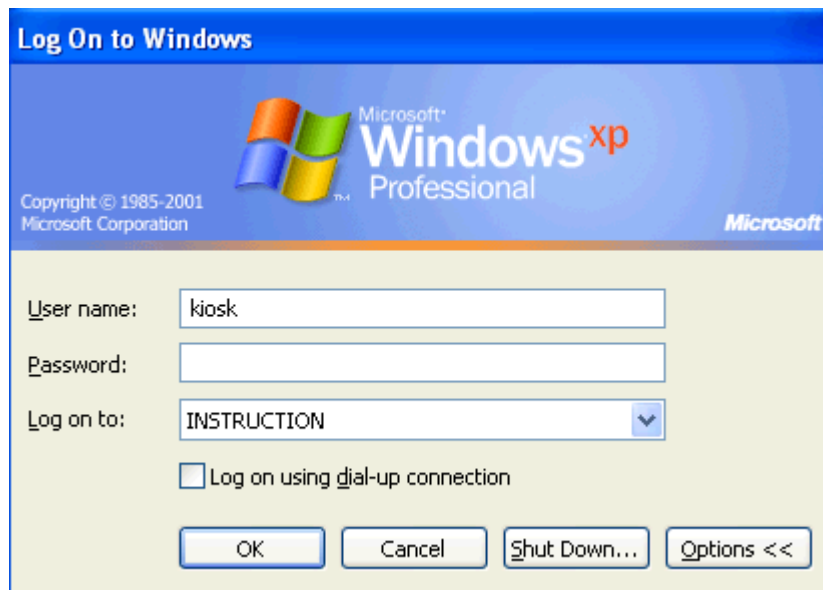 Log On to Windows
Microsoft®
Windows xp
Professional
TM
Copyright © 1985-2001
Microsoft Corporation
Microsoft
User name: kiosk
Password:
Log on to: INSTRUCTION
Log on using dial-up connection
OK Cancel Shut Down... Options <<